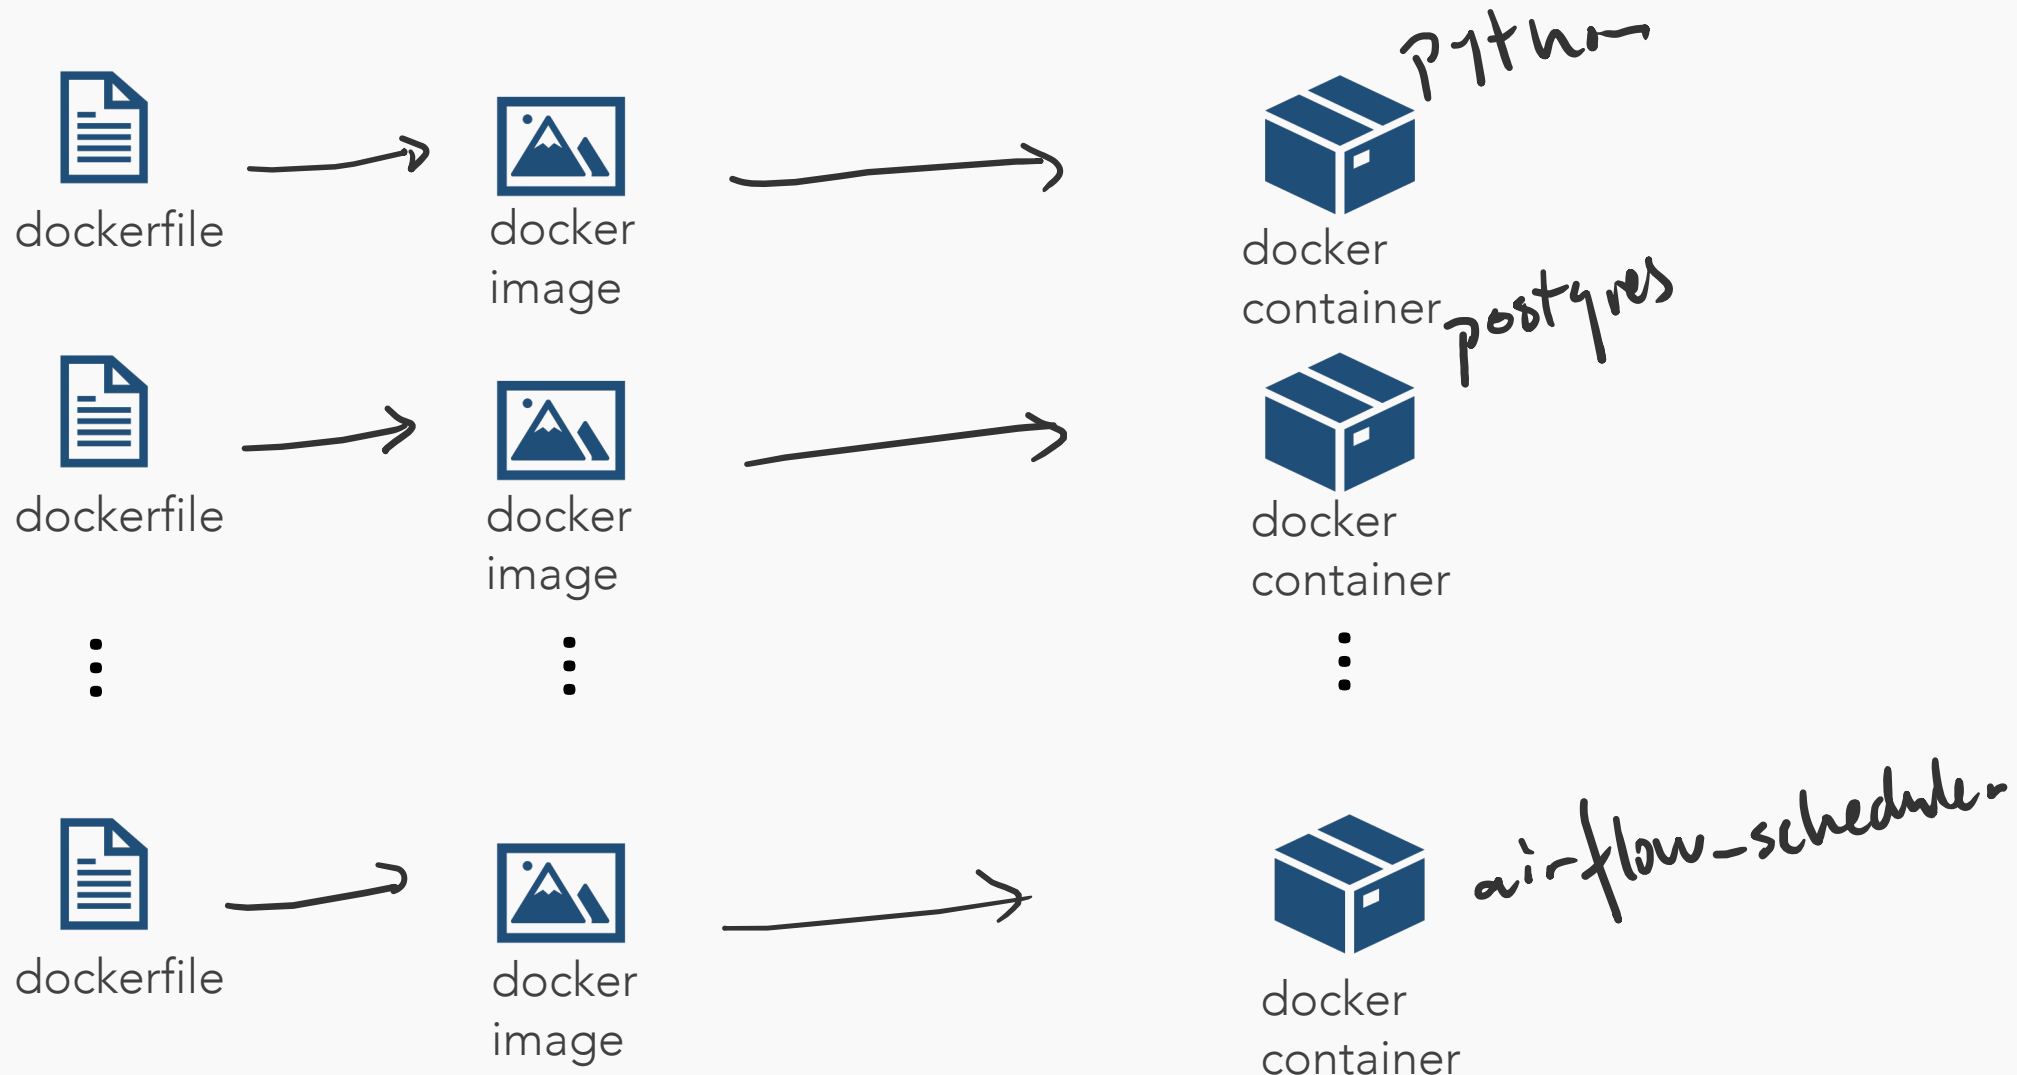 python
dockerfile
docker
image
docker
container
postgres
dockerfile
docker
image
docker
container
airflow_scheduler
dockerfile
docker
image
docker
container